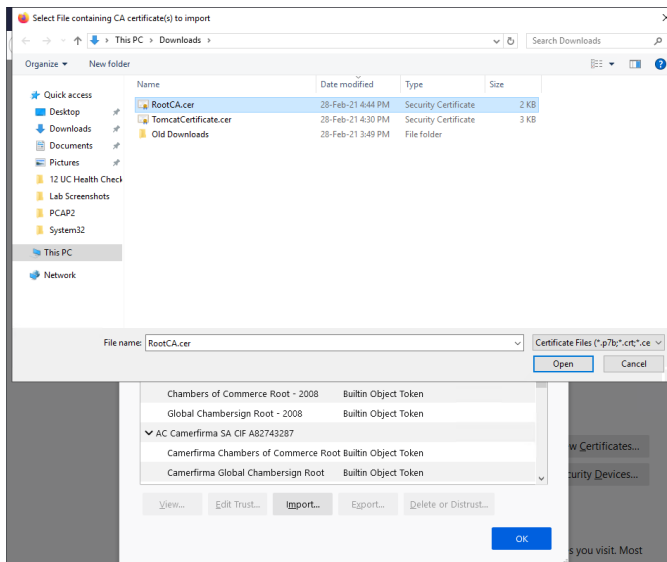 Select File containing CA certificate(s) to import
This PC > Downloads >
Search Downloads
Organize
New folder
Name Date modified Type Size
Quick access
Desktop
Downloads
Documents
Pictures
12 UC Health Check
Lab Screenshots
PCAP2
System32
This PC
Network
RootCA.cer 28-Feb-21 4:44 PM Security Certificate 2 KB
TomcatCertificate.cer 28-Feb-21 4:30 PM Security Certificate 3 KB
Old Downloads 28-Feb-21 3:49 PM File folder
File name: RootCA.cer
Certificate Files (*.p7b;*.crt;*.ce
Open Cancel
Chambers of Commerce Root - 2008 Builtin Object Token
Global Chambersign Root - 2008 Builtin Object Token
AC Camerfirma SA CIF A82743287
Camerfirma Chambers of Commerce Root Builtin Object Token
Camerfirma Global Chambersign Root Builtin Object Token
View... Edit Trust... Import... Export... Delete or Distrust...
OK
w Certificates...
curity Devices...
s you visit. Most